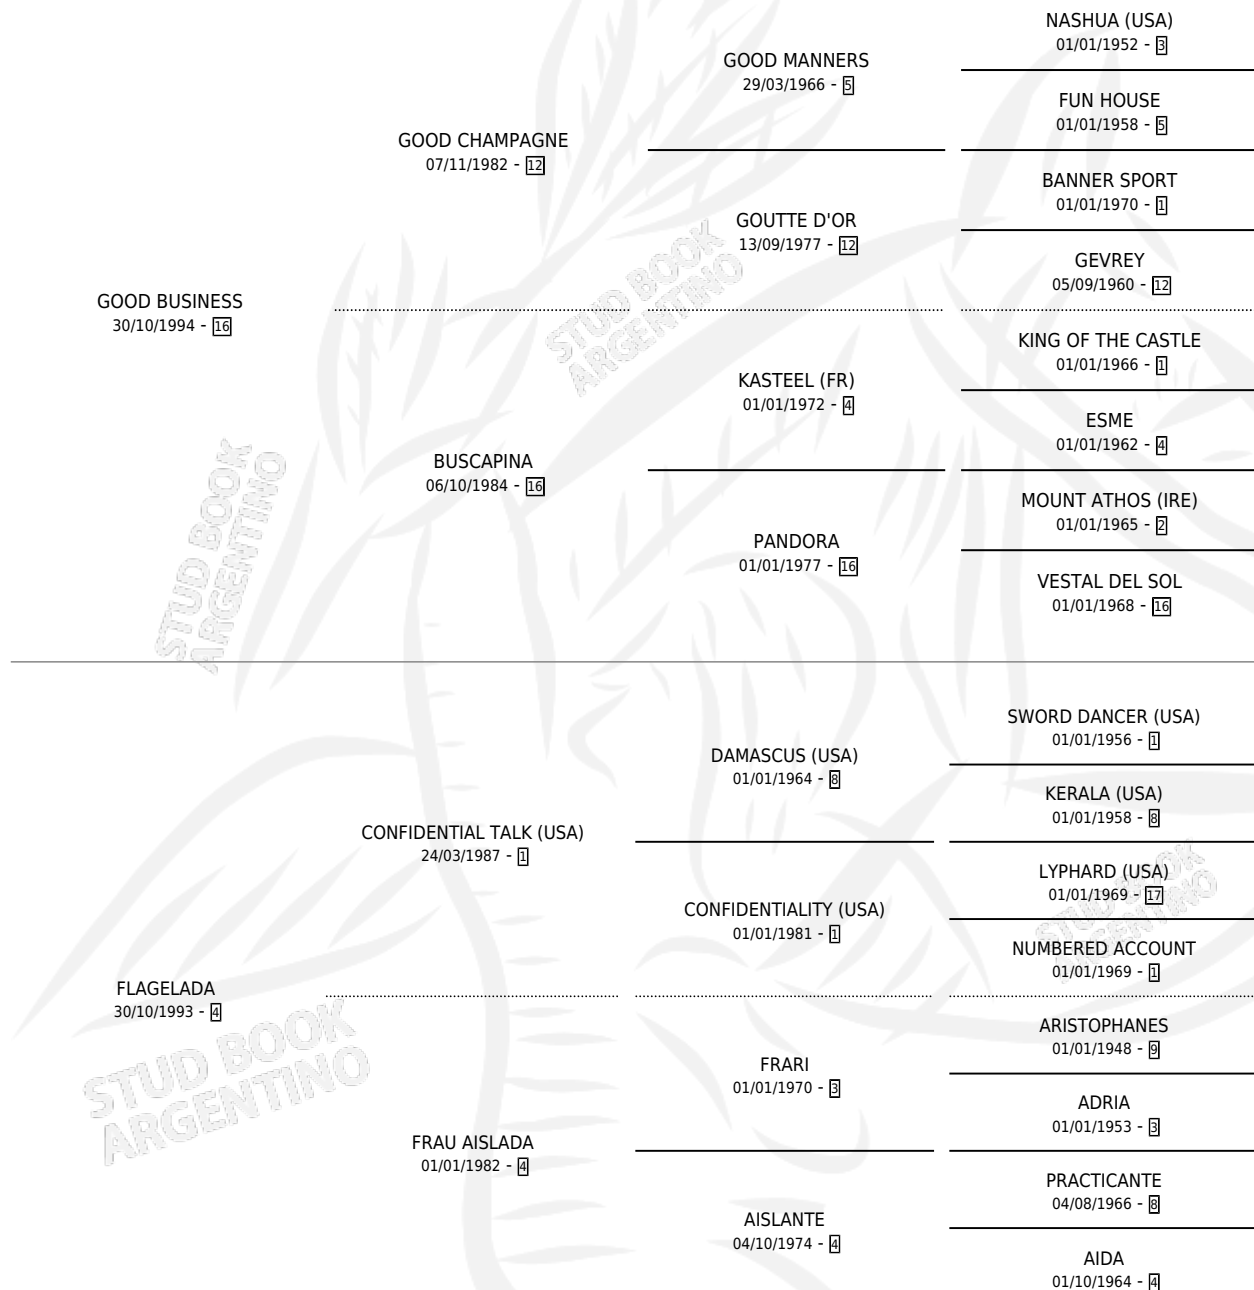 NASHUA (USA)
01/01/1952 - 3
GOOD MANNERS
29/03/1966 - 5
FUN HOUSE
01/01/1958 - 5
GOOD CHAMPAGNE
07/11/1982 - 12
BANNER SPORT
01/01/1970 - 1
GOUTTE D'OR
13/09/1977 - 12
GEVREY
05/09/1960 - 12
GOOD BUSINESS
30/10/1994 - 16
KING OF THE CASTLE
01/01/1966 - 1
KASTEEL (FR)
01/01/1972 - 4
ESME
01/01/1962 - 4
BUSCAPINA
06/10/1984 - 16
MOUNT ATHOS (IRE)
01/01/1965 - 2
PANDORA
01/01/1977 - 16
VESTAL DEL SOL
01/01/1968 - 16
STUD BOOK
ARGENTINO
STUD BOOK
ARGENTINO
SWORD DANCER (USA)
01/01/1956 - 1
DAMASCUS (USA)
01/01/1964 - 8
KERALA (USA)
01/01/1958 - 8
CONFIDENTIAL TALK (USA)
24/03/1987 - 1
LYPHARD (USA)
01/01/1969 - 17
CONFIDENTIALITY (USA)
01/01/1981 - 1
NUMBERED ACCOUNT
01/01/1969 - 1
FLAGELADA
30/10/1993 - 4
ARISTOPHANES
01/01/1948 - 9
FRARI
01/01/1970 - 3
ADRIA
01/01/1953 - 3
FRAU AISLADA
01/01/1982 - 4
PRACTICANTE
04/08/1966 - 8
AISLANTE
04/10/1974 - 4
AIDA
01/10/1964 - 4
STUD BOOK
ARGENTINO
STUD BOOK
ARGENTINO